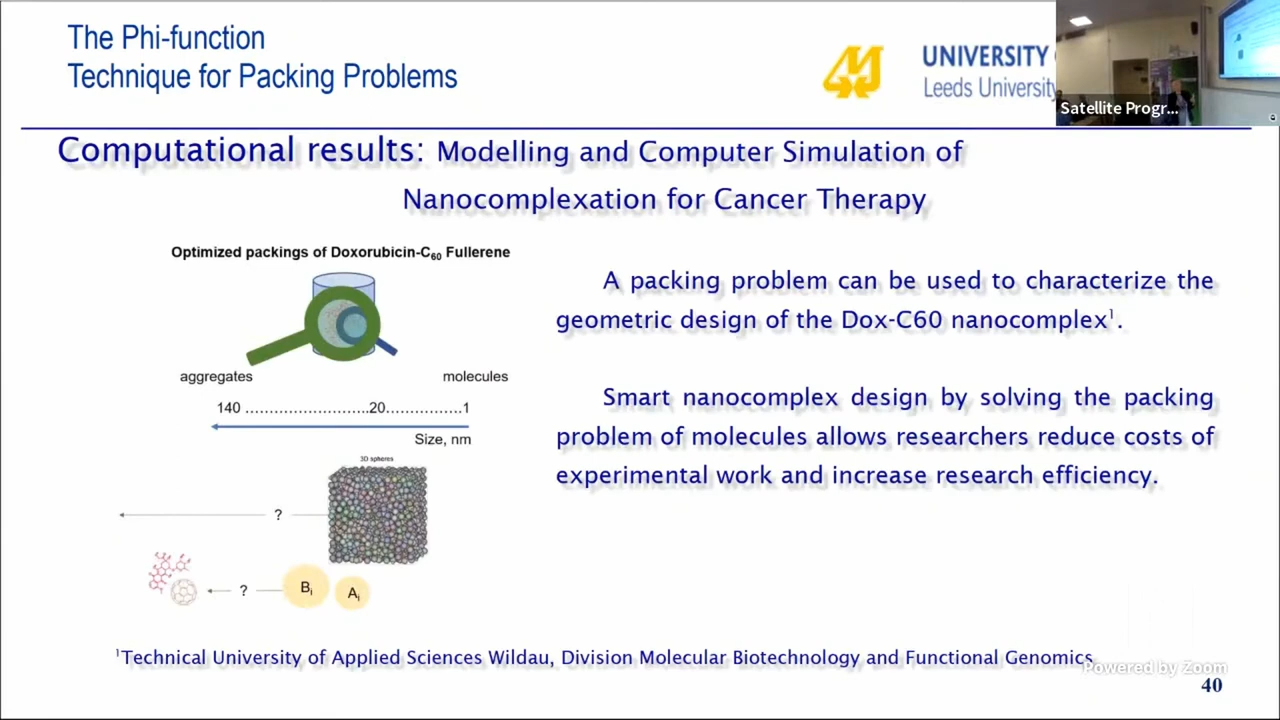 The Phi-function
Technique for Packing Problems
UNIVERSITY
Leeds University
Satellite Progr...
Computational results: Modelling and Computer Simulation of
Nanocomplexation for Cancer Therapy
Optimized packings of Doxorubicin-C60 Fullerene
aggregates molecules
140 ..............................20................1
Size, nm
3D spheres
?
? Bi Ai
A packing problem can be used to characterize the
geometric design of the Dox-C60 nanocomplex¹.
Smart nanocomplex design by solving the packing
problem of molecules allows researchers reduce costs of
experimental work and increase research efficiency.
¹Technical University of Applied Sciences Wildau, Division Molecular Biotechnology and Functional Genomics
Powered by Zoom
40